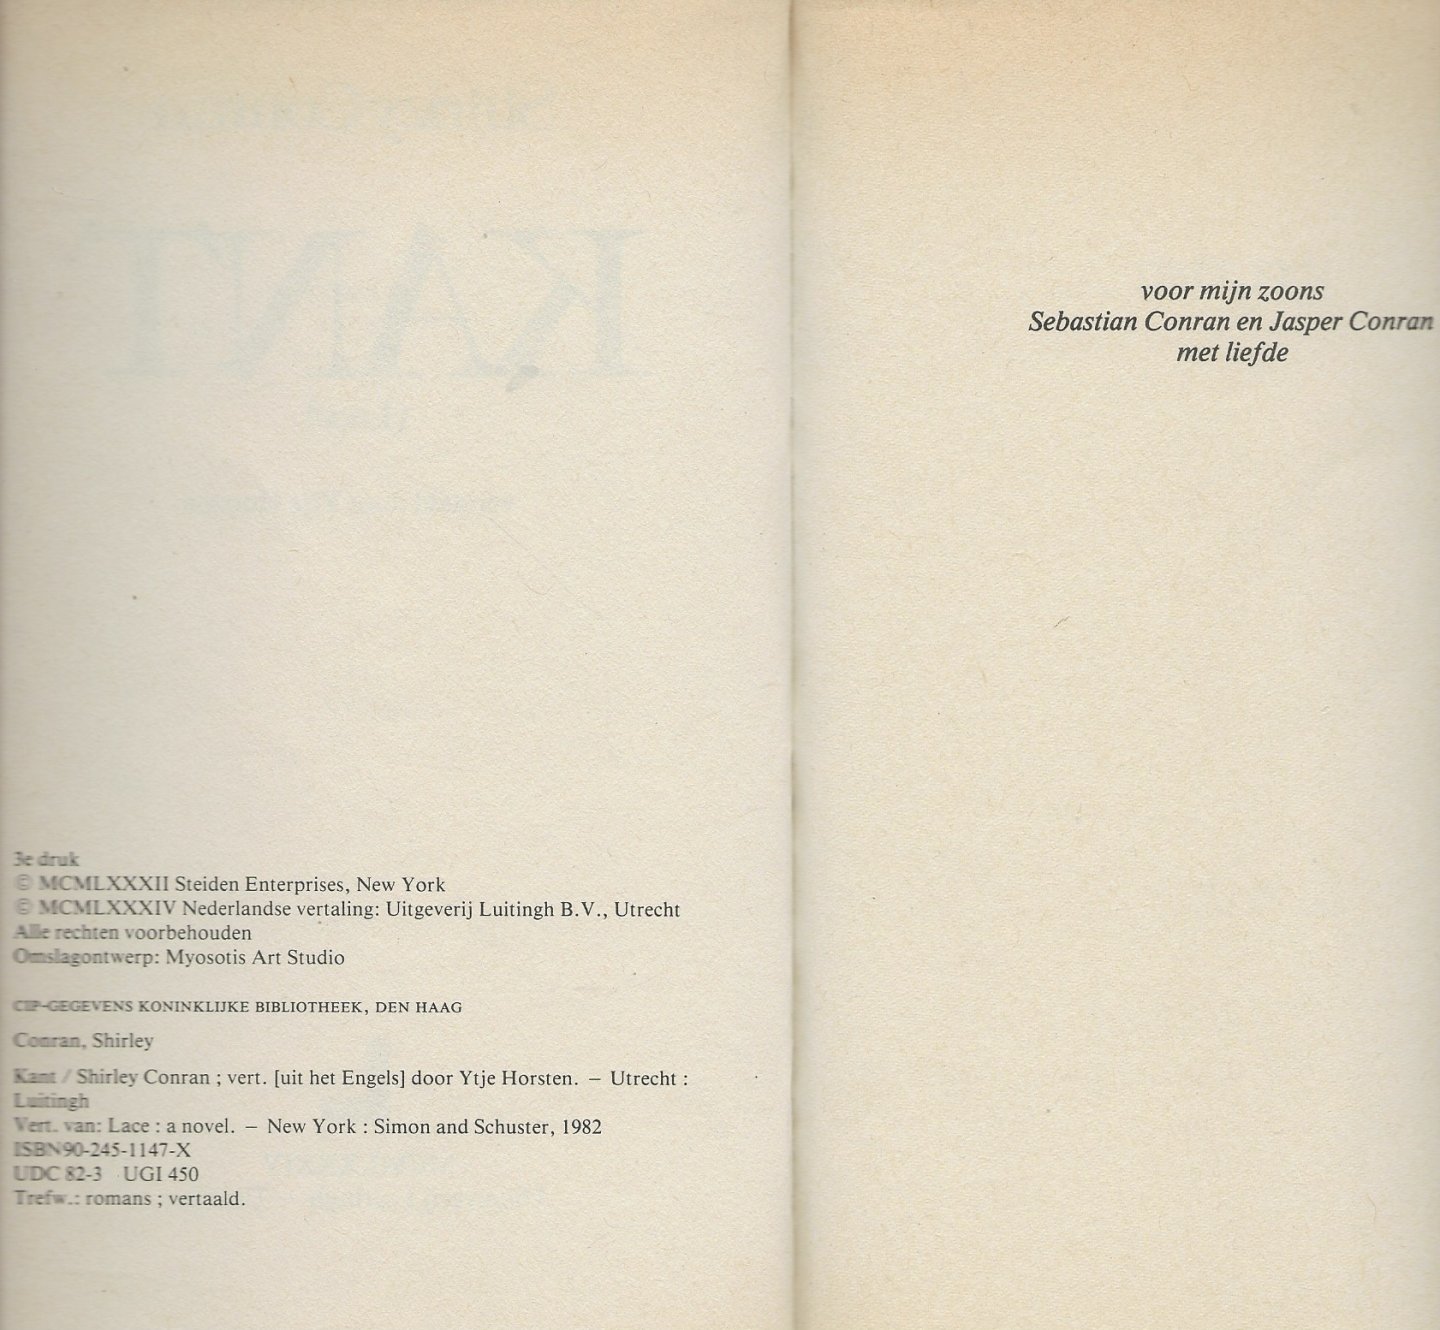 3e druk
© MCMLXXXII Steiden Enterprises, New York
© MCMLXXXIV Nederlandse vertaling: Uitgeverij Luitingh B.V., Utrecht
Alle rechten voorbehouden
Omslagontwerp: Myosotis Art Studio
CIP-GEGEVENS KONINKLIJKE BIBLIOTHEEK, DEN HAAG
Conran, Shirley
Kant / Shirley Conran ; vert. [uit het Engels] door Ytje Horsten. – Utrecht :
Luitingh
Vert. van: Lace : a novel. – New York : Simon and Schuster, 1982
ISBN 90-245-1147-X
UDC 82-3 UGI 450
Trefw.: romans ; vertaald.
voor mijn zoons
Sebastian Conran en Jasper Conran
met liefde
KANT